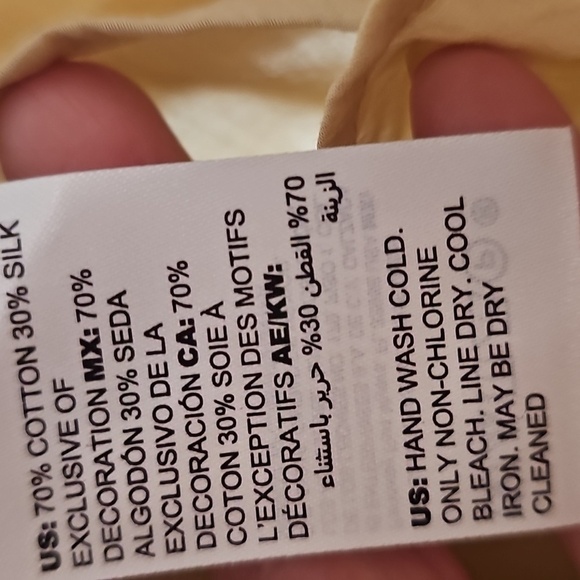 US: 70% COTTON 30% SILK
EXCLUSIVE OF
DECORATION MX: 70%
ALGODÓN 30% SEDA
EXCLUSIVO DE LA
DECORACIÓN CA: 70%
COTON 30% SOIE À
L'EXCEPTION DES MOTIFS
DÉCORATIFS AE/KW:
70% القطن 30% حرير باستثناء
الزينة
US: HAND WASH COLD.
ONLY NON-CHLORINE
BLEACH. LINE DRY. COOL
IRON. MAY BE DRY
CLEANED